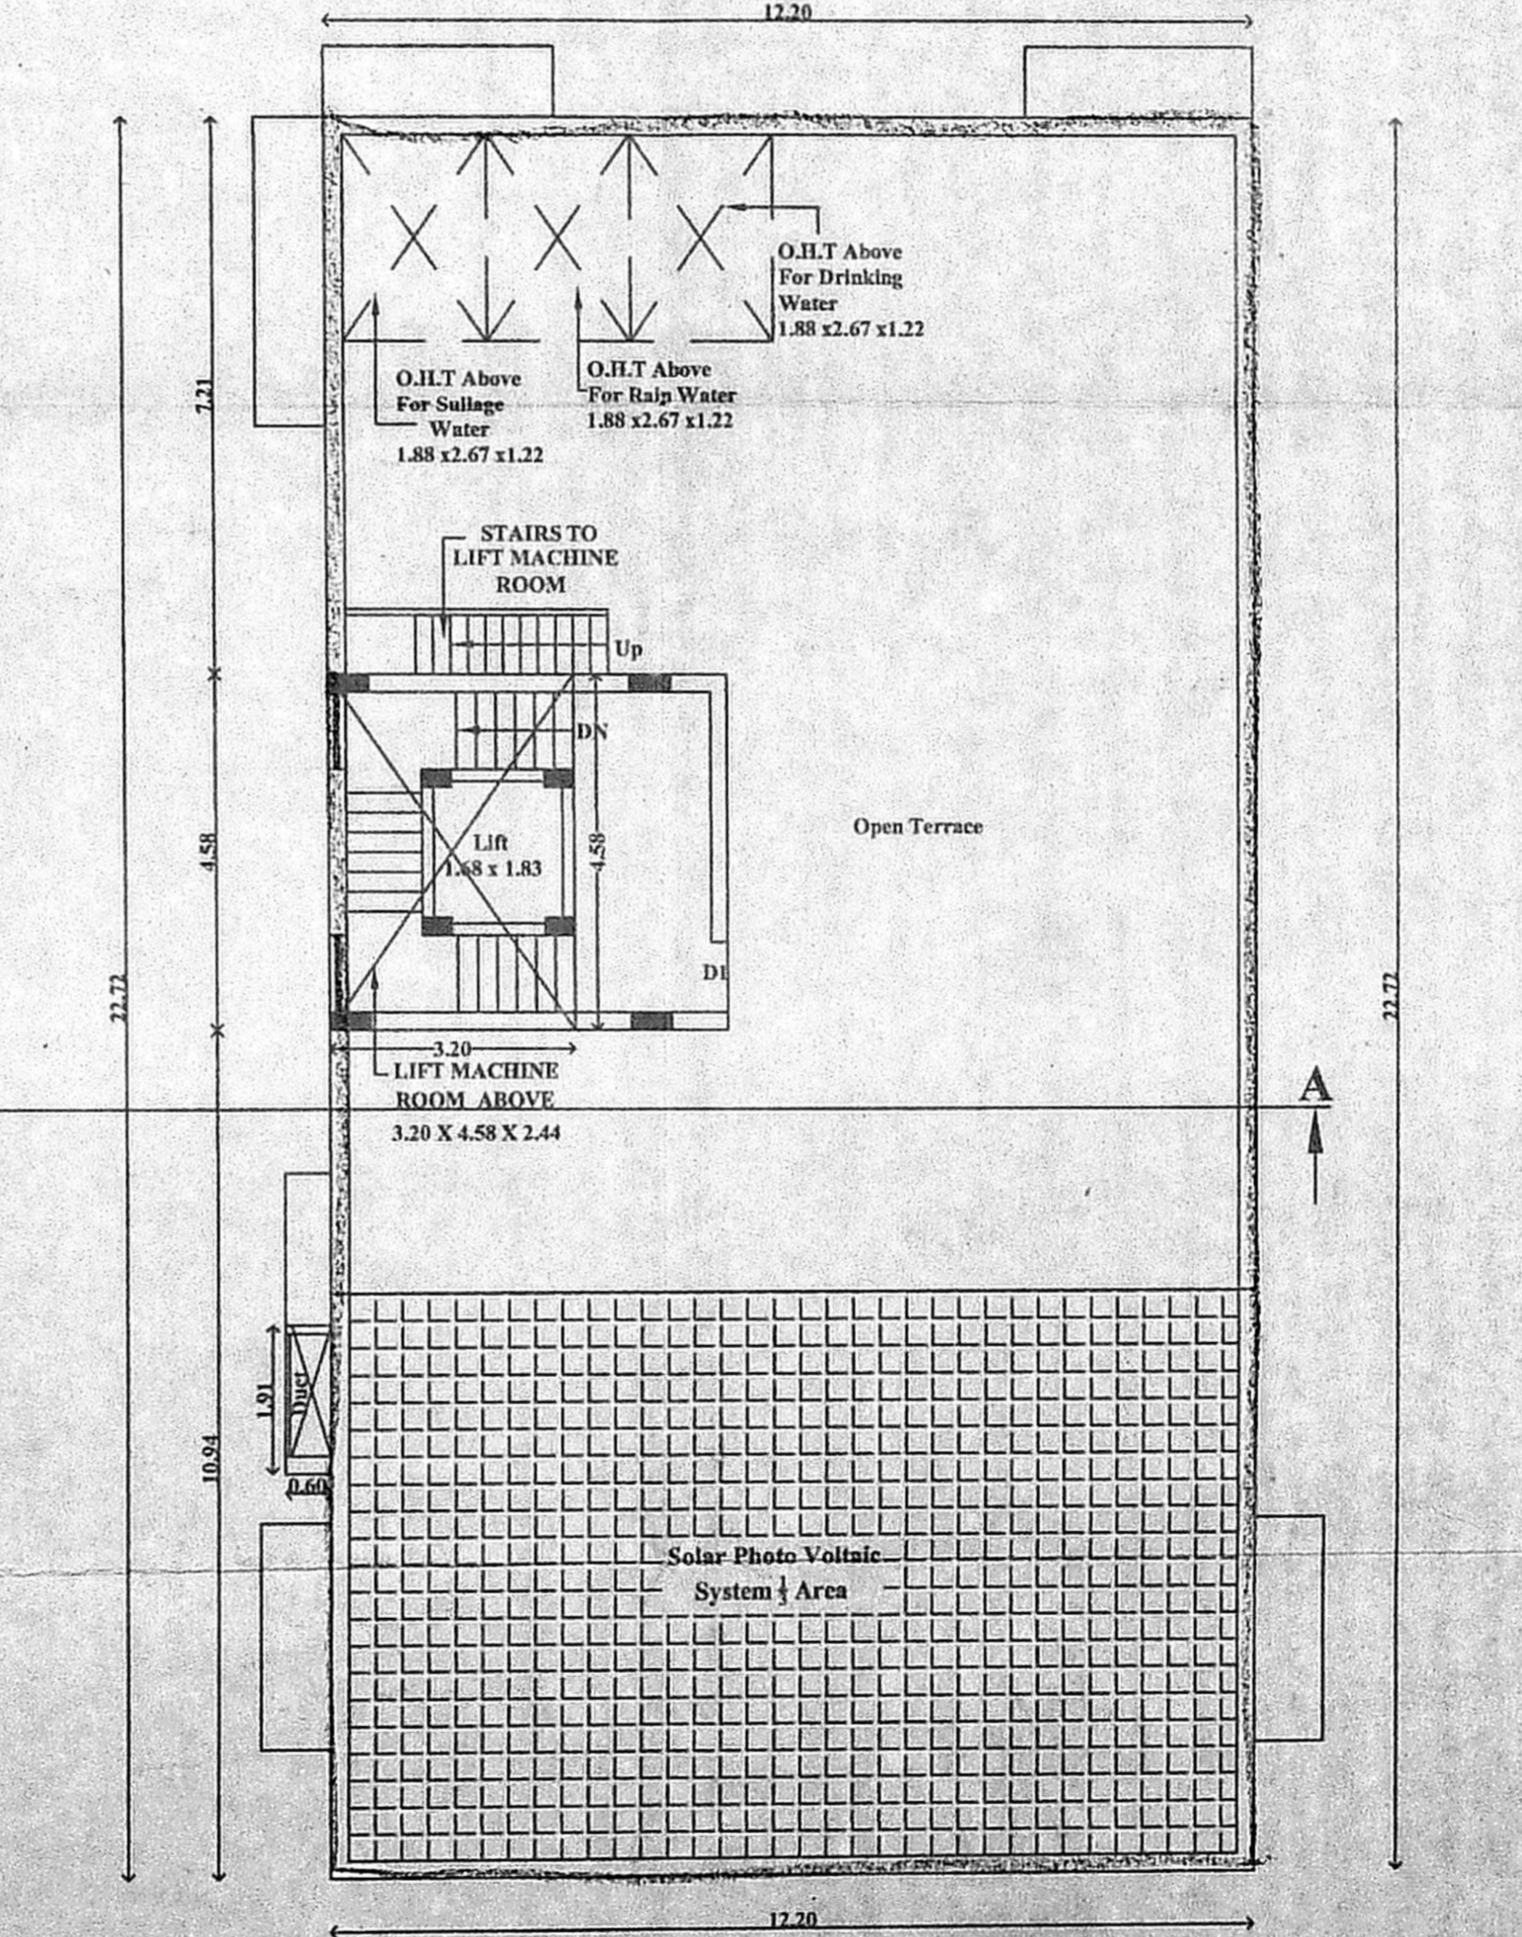 12.20
O.H.T Above
For Drinking
Water
1.88 x2.67 x1.22
O.H.T Above
For Sullage
Water
1.88 x2.67 x1.22
O.H.T Above
For Rain Water
1.88 x2.67 x1.22
7.21
STAIRS TO
LIFT MACHINE
ROOM
Up
DN
Lift
1.68 x 1.83
4.58
4.58
Open Terrace
D1
22.72
22.72
3.20
LIFT MACHINE
ROOM ABOVE
3.20 X 4.58 X 2.44
A
1.91
Duct
0.60
10.94
Solar Photo Voltaic
System 1/3 Area
12.20